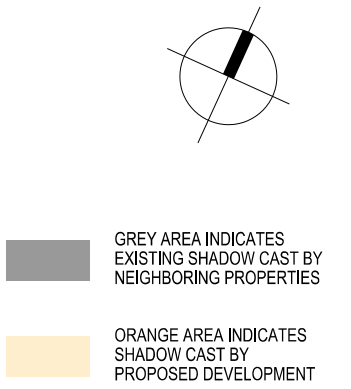 GREY AREA INDICATES
EXISTING SHADOW CAST BY
NEIGHBORING PROPERTIES
ORANGE AREA INDICATES
SHADOW CAST BY
PROPOSED DEVELOPMENT